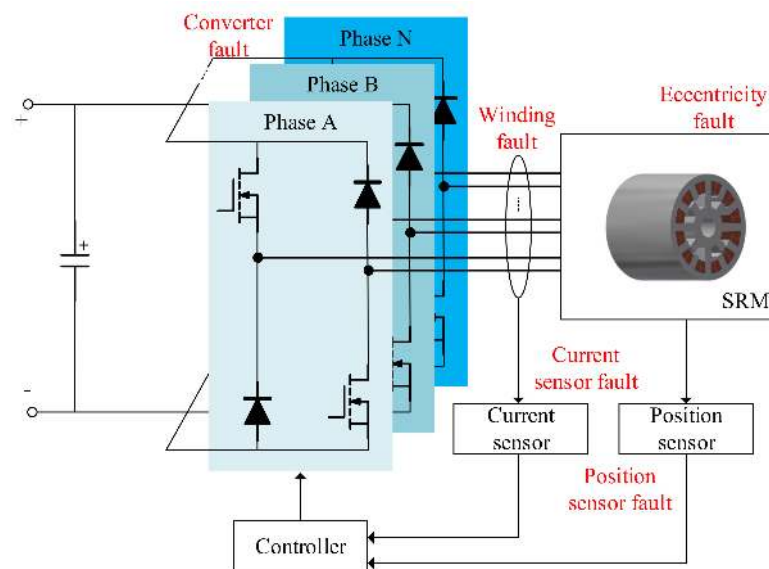 Converter
fault
Phase N
Phase B
Phase A
Winding
fault
Eccentricity
fault
+
+
-
SRM
Current
sensor fault
Current
sensor
Position
sensor
Position
sensor fault
Controller